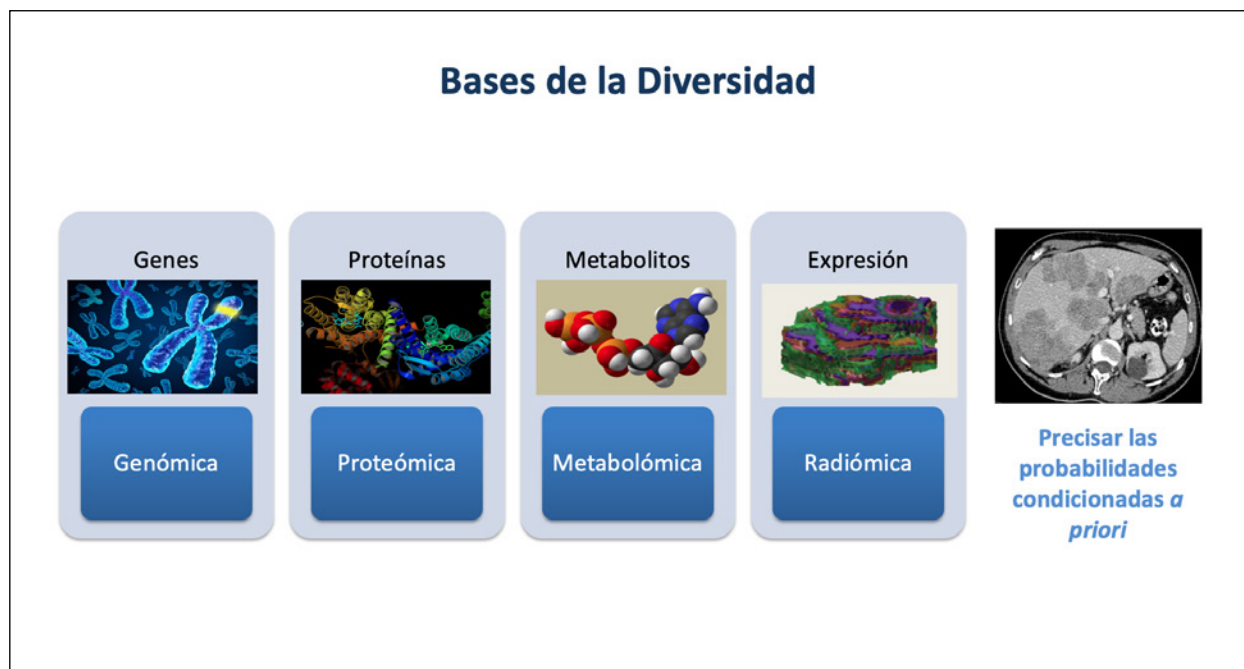 Bases de la Diversidad
Genes
Genómica
Proteínas
Proteómica
Metabolitos
Metabolómica
Expresión
Radiómica
Precisar las
probabilidades
condicionadas a
priori